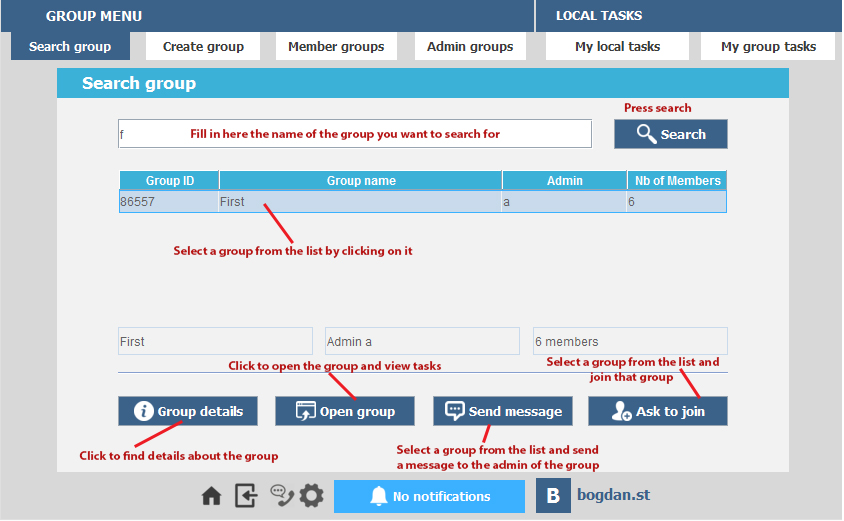 GROUP MENU
LOCAL TASKS
Search group
Create group
Member groups
Admin groups
My local tasks
My group tasks
Search group
Press search
f
Fill in here the name of the group you want to search for
Search
Group ID
Group name
Admin
Nb of Members
86557
First
a
6
Select a group from the list by clicking on it
First
Admin a
6 members
Click to open the group and view tasks
Select a group from the list and
join that group
Group details
Open group
Send message
Ask to join
Click to find details about the group
Select a group from the list and send
a message to the admin of the group
No notifications
B
bogdan.st